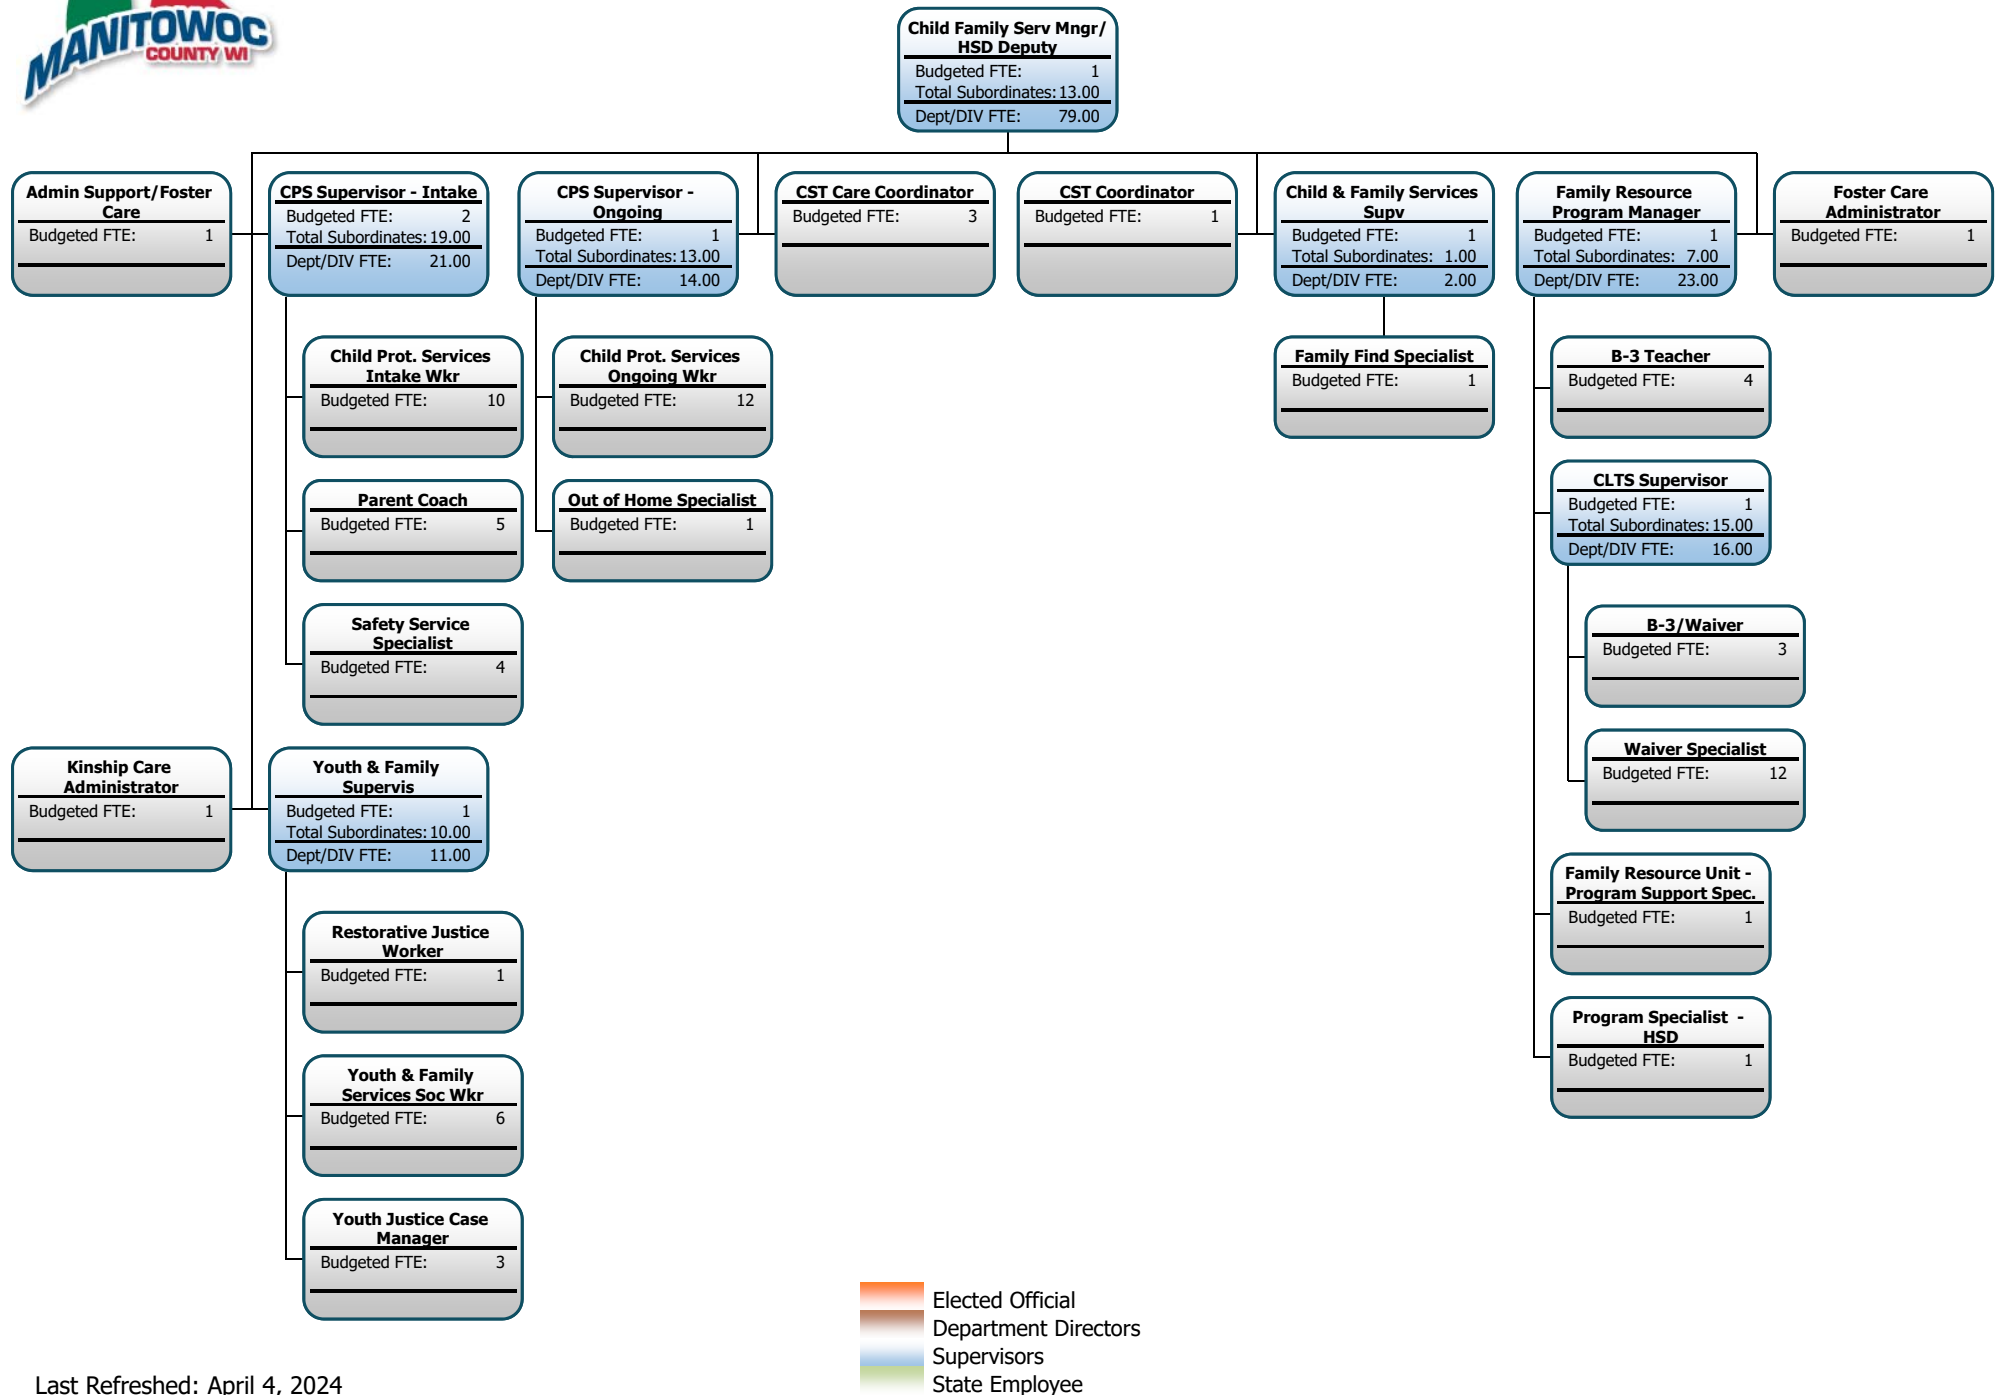 MANITOWOC
COUNTY WI
Child Family Serv Mngr/
HSD Deputy
Budgeted FTE: 1
Total Subordinates: 13.00
Dept/DIV FTE: 79.00
Admin Support/Foster
Care
Budgeted FTE: 1
CPS Supervisor - Intake
Budgeted FTE: 2
Total Subordinates: 19.00
Dept/DIV FTE: 21.00
CPS Supervisor -
Ongoing
Budgeted FTE: 1
Total Subordinates: 13.00
Dept/DIV FTE: 14.00
CST Care Coordinator
Budgeted FTE: 3
CST Coordinator
Budgeted FTE: 1
Child & Family Services
Supv
Budgeted FTE: 1
Total Subordinates: 1.00
Dept/DIV FTE: 2.00
Family Resource
Program Manager
Budgeted FTE: 1
Total Subordinates: 7.00
Dept/DIV FTE: 23.00
Foster Care
Administrator
Budgeted FTE: 1
Child Prot. Services
Intake Wkr
Budgeted FTE: 10
Parent Coach
Budgeted FTE: 5
Safety Service
Specialist
Budgeted FTE: 4
Child Prot. Services
Ongoing Wkr
Budgeted FTE: 12
Out of Home Specialist
Budgeted FTE: 1
Family Find Specialist
Budgeted FTE: 1
B-3 Teacher
Budgeted FTE: 4
CLTS Supervisor
Budgeted FTE: 1
Total Subordinates: 15.00
Dept/DIV FTE: 16.00
B-3/Waiver
Budgeted FTE: 3
Waiver Specialist
Budgeted FTE: 12
Family Resource Unit -
Program Support Spec.
Budgeted FTE: 1
Program Specialist -
HSD
Budgeted FTE: 1
Kinship Care
Administrator
Budgeted FTE: 1
Youth & Family
Supervis
Budgeted FTE: 1
Total Subordinates: 10.00
Dept/DIV FTE: 11.00
Restorative Justice
Worker
Budgeted FTE: 1
Youth & Family
Services Soc Wkr
Budgeted FTE: 6
Youth Justice Case
Manager
Budgeted FTE: 3
Elected Official
Department Directors
Supervisors
State Employee
Last Refreshed: April 4, 2024